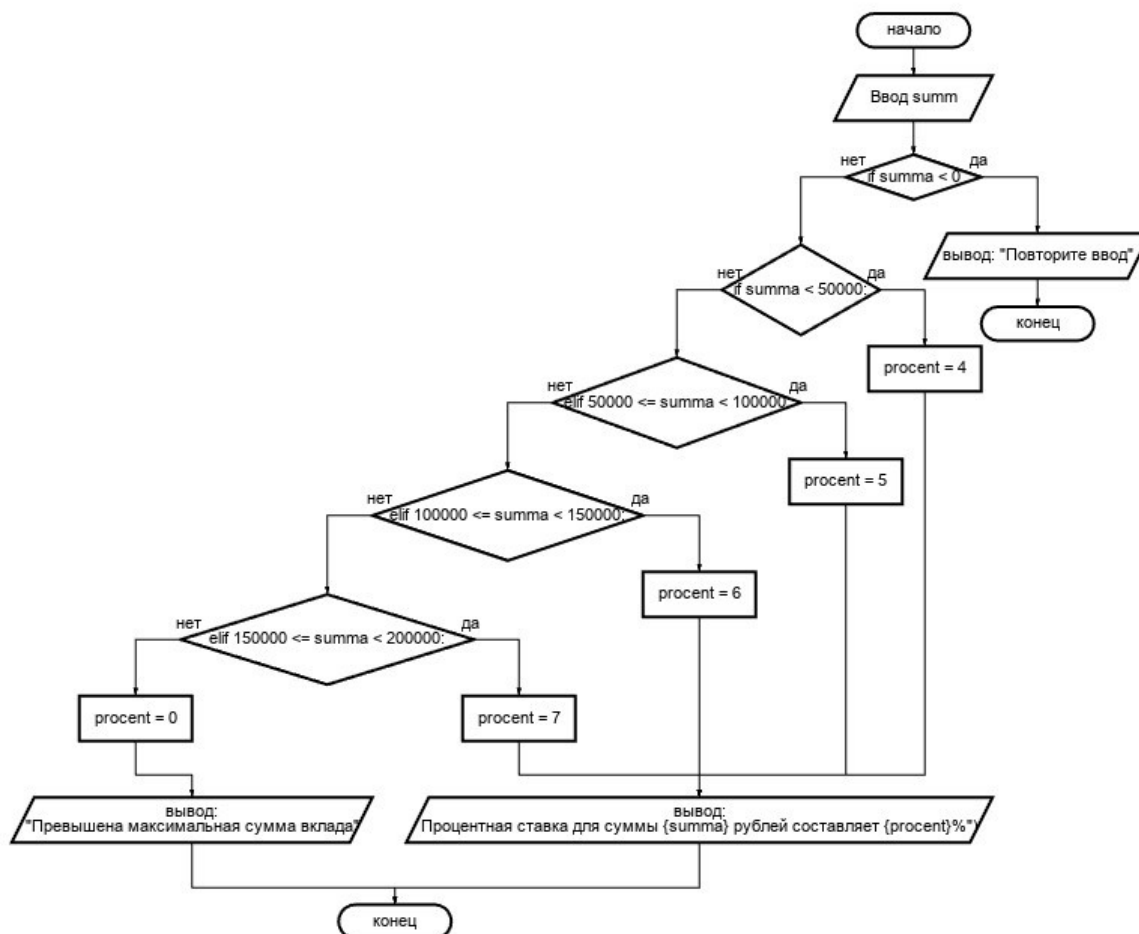 начало
Ввод summ
нет
да
if summa < 0
вывод: "Повторите ввод"
конец
нет
да
if summa < 50000:
procent = 4
нет
да
elif 50000 <= summa < 100000:
procent = 5
нет
да
elif 100000 <= summa < 150000:
procent = 6
нет
да
elif 150000 <= summa < 200000:
procent = 0
procent = 7
вывод:
"Превышена максимальная сумма вклада"
вывод:
Процентная ставка для суммы {summa} рублей составляет {procent}%")
конец